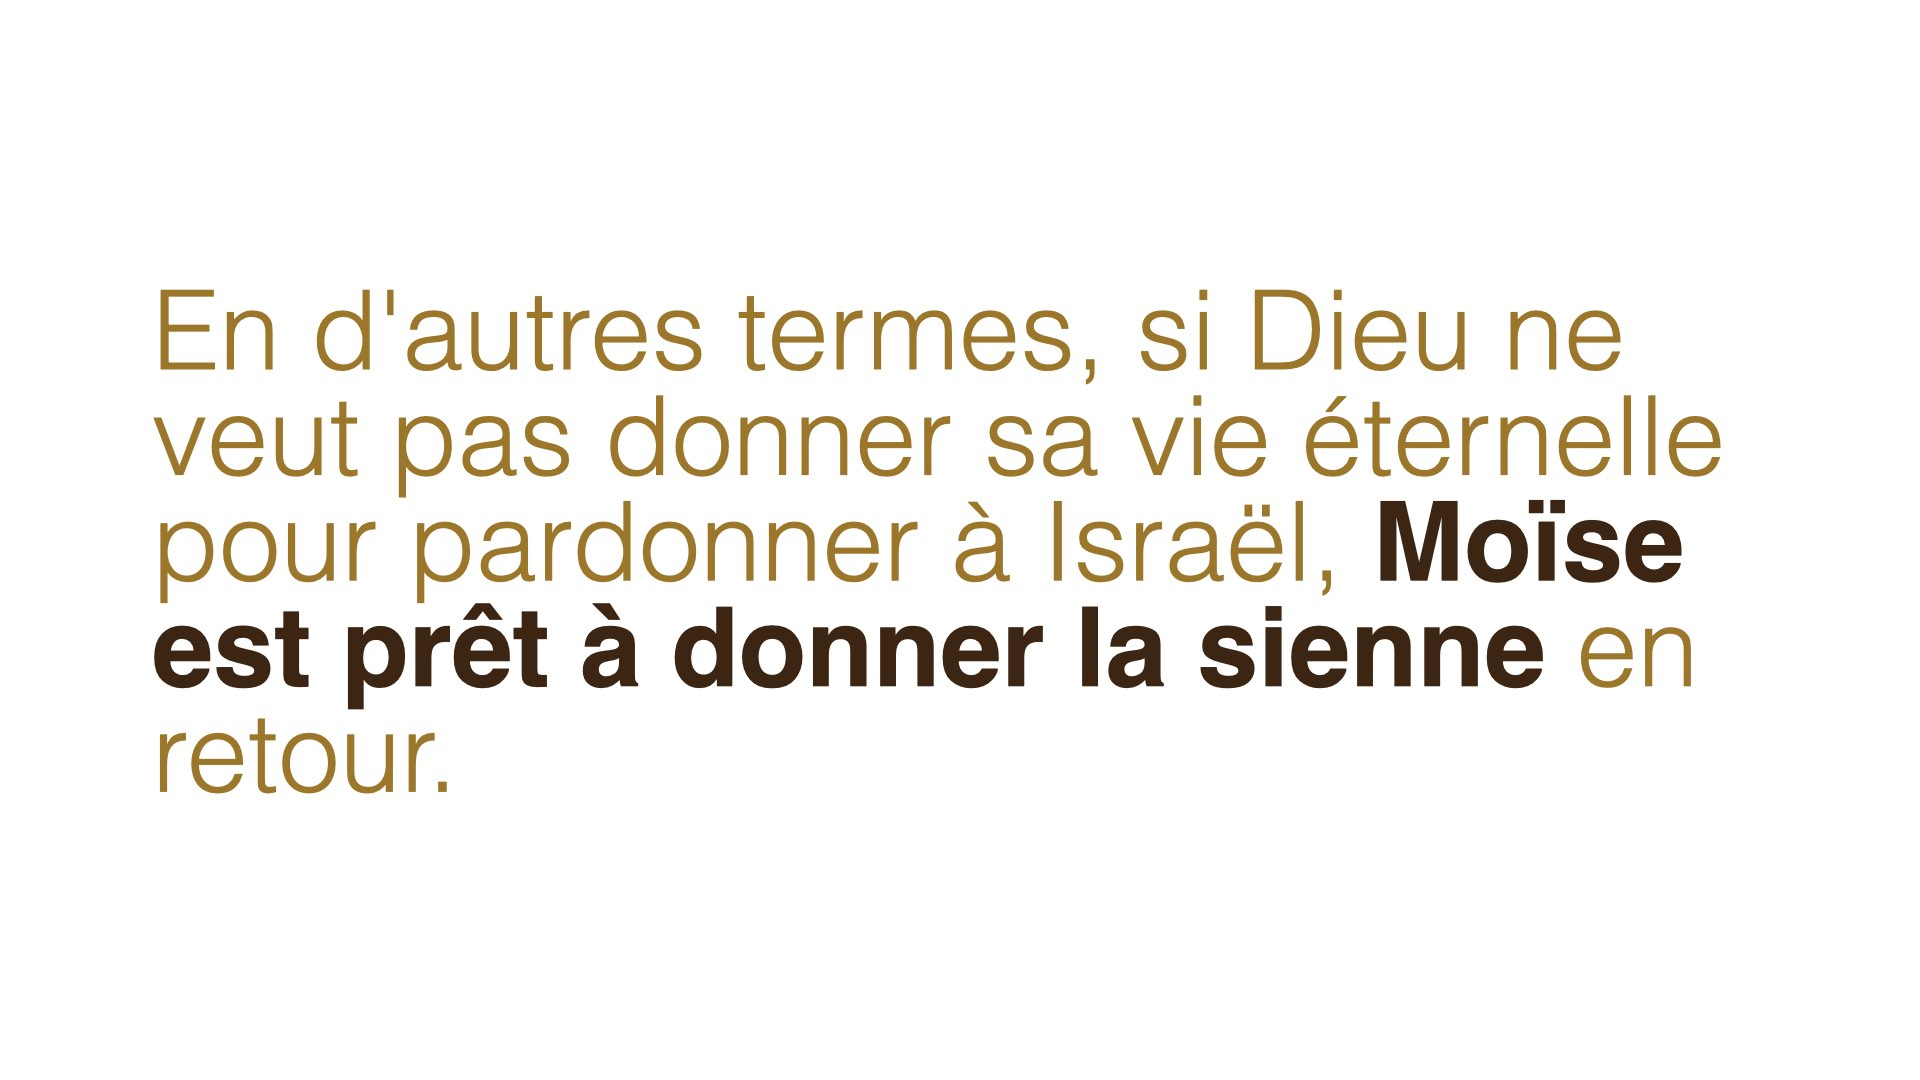 En d'autres termes, si Dieu ne
veut pas donner sa vie éternelle
pour pardonner à Israël, Moïse
est prêt à donner la sienne en
retour.